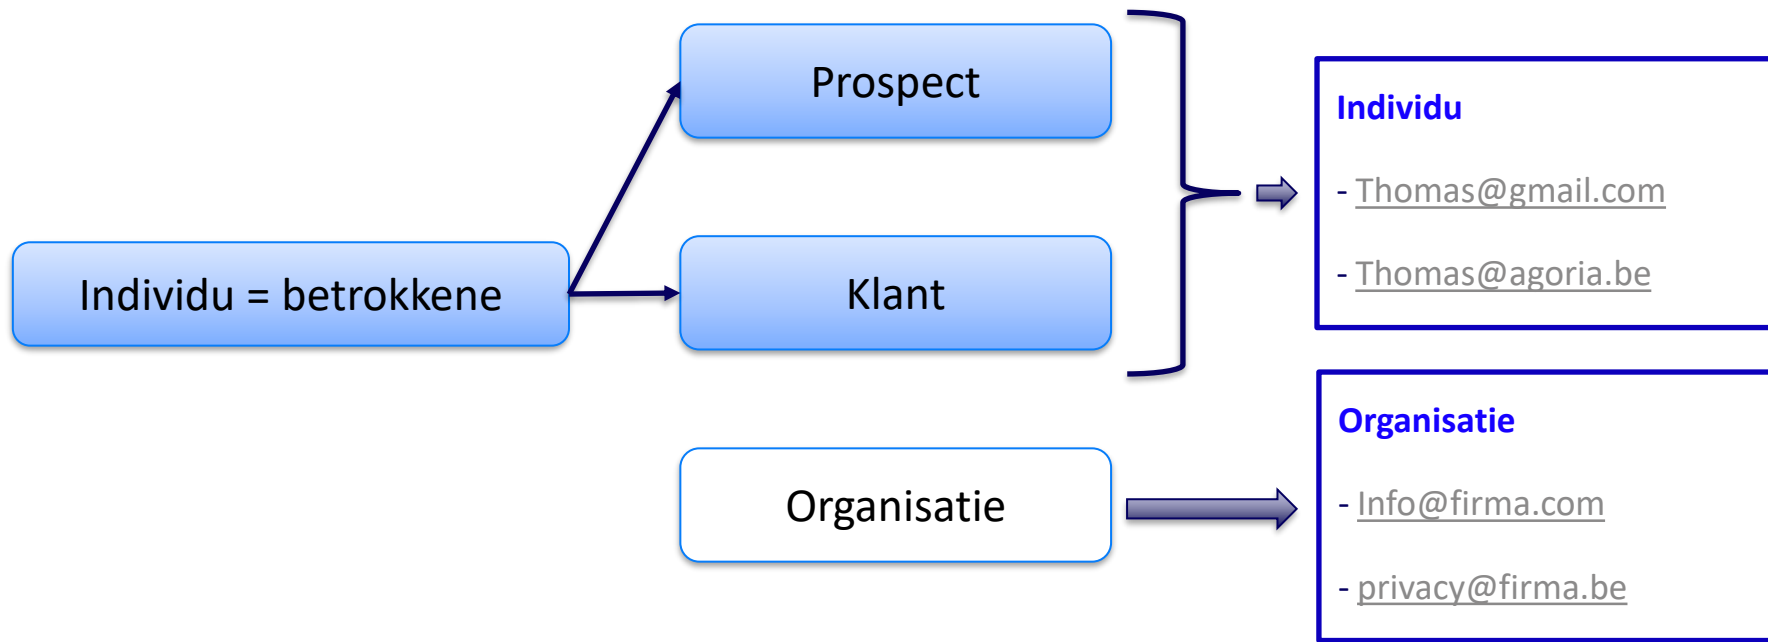 Prospect
Individu = betrokkene
Klant
Organisatie
Individu
- Thomas@gmail.com
- Thomas@agoria.be
Organisatie
- Info@firma.com
- privacy@firma.be